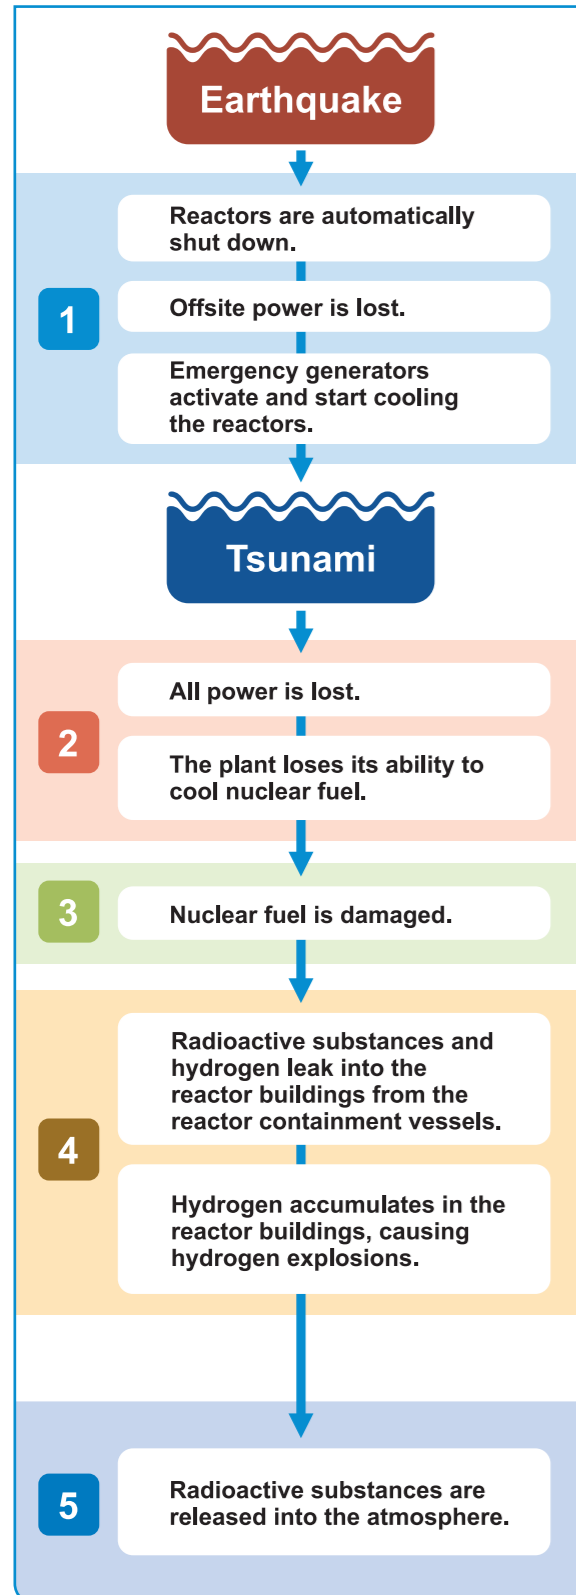 Earthquake
Reactors are automatically
shut down.
1
Offsite power is lost.
Emergency generators
activate and start cooling
the reactors.
Tsunami
All power is lost.
2
The plant loses its ability to
cool nuclear fuel.
3
Nuclear fuel is damaged.
Radioactive substances and
hydrogen leak into the
reactor buildings from the
reactor containment vessels.
4
Hydrogen accumulates in the
reactor buildings, causing
hydrogen explosions.
5
Radioactive substances are
released into the atmosphere.